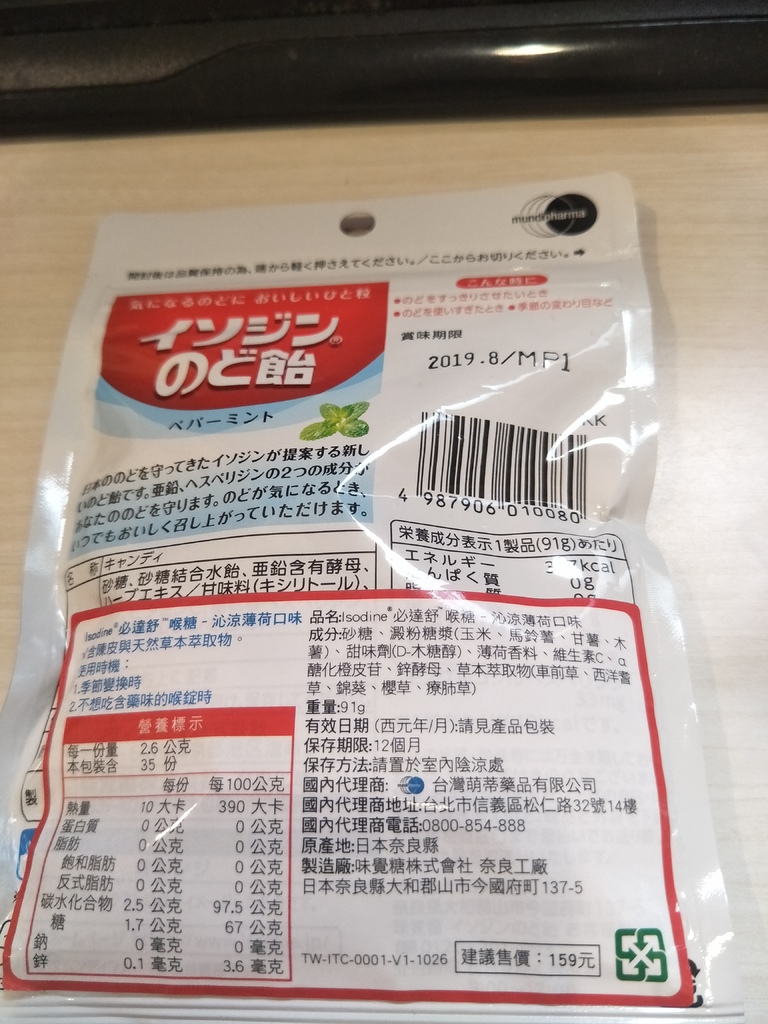 mundipharma
開封後は品質保持の為、端から軽く押さえてください。／ここからお切りください。➡
気になるのどに おいしいひと粒
イソジン®
のど飴
ペパーミント
こんな時に
●のどをすっきりさせたいとき
●のどを使いすぎたとき ●季節の変わり目など
賞味期限
2019.8/MP1
KK
4 987906 010080
日本ののどを守ってきたイソジンが提案する新し
いのど飴です。亜鉛、ヘスペリジンの2つの成分が
あなたののどを守ります。のどが気になるとき、
いつでもおいしく召し上がっていただけます。
名 称 キャンディ
砂糖、砂糖結合水飴、亜鉛含有酵母、
ハーブエキス／甘味料(キシリトール)、
栄養成分表示1製品(91g)あたり
エネルギー kcal
たんぱく質 0g
質 0g
Isodine®必達舒™喉糖 - 沁涼薄荷口味
含陳皮與天然草本萃取物。
使用時機：
1.季節變換時
2.不想吃含藥味的喉錠時
營養標示
每一份量 2.6 公克
本包裝含 35 份
每份 每100公克
熱量 10 大卡 390 大卡
蛋白質 0 公克 0 公克
脂肪 0 公克 0 公克
飽和脂肪 0 公克 0 公克
反式脂肪 0 公克 0 公克
碳水化合物 2.5 公克 97.5 公克
糖 1.7 公克 67 公克
鈉 0 毫克 0 毫克
鋅 0.1 毫克 3.6 毫克
品名:Isodine®必達舒™喉糖 - 沁涼薄荷口味
成分:砂糖、澱粉糖漿(玉米、馬鈴薯、甘薯、木
薯)、甜味劑(D-木糖醇)、薄荷香料、維生素C、α
醣化橙皮苷、鋅酵母、草本萃取物(車前草、西洋耆
草、錦葵、櫻草、療肺草)
重量:91g
有效日期 (西元年/月):請見產品包裝
保存期限:12個月
保存方法:請置於室內陰涼處
國內代理商: 台灣萌蒂藥品有限公司
國內代理商地址:台北市信義區松仁路32號14樓
國內代理商電話:0800-854-888
原產地:日本奈良縣
製造廠:味覺糖株式會社 奈良工廠
日本奈良縣大和郡山市今國府町137-5
TW-ITC-0001-V1-1026
建議售價：159元
製